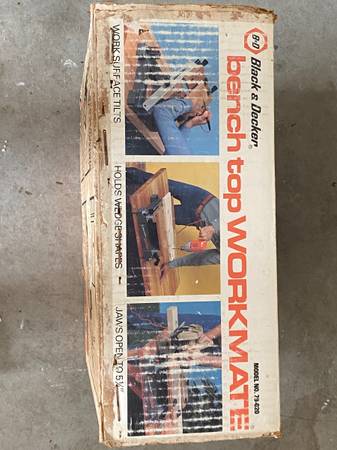 B&D Black & Decker®
bench top WORKMATE®
MODEL NO. 79-020
WORK SURFACE TILTS
HOLDS WEDGE SHAPES
JAWS OPEN TO 5¼"